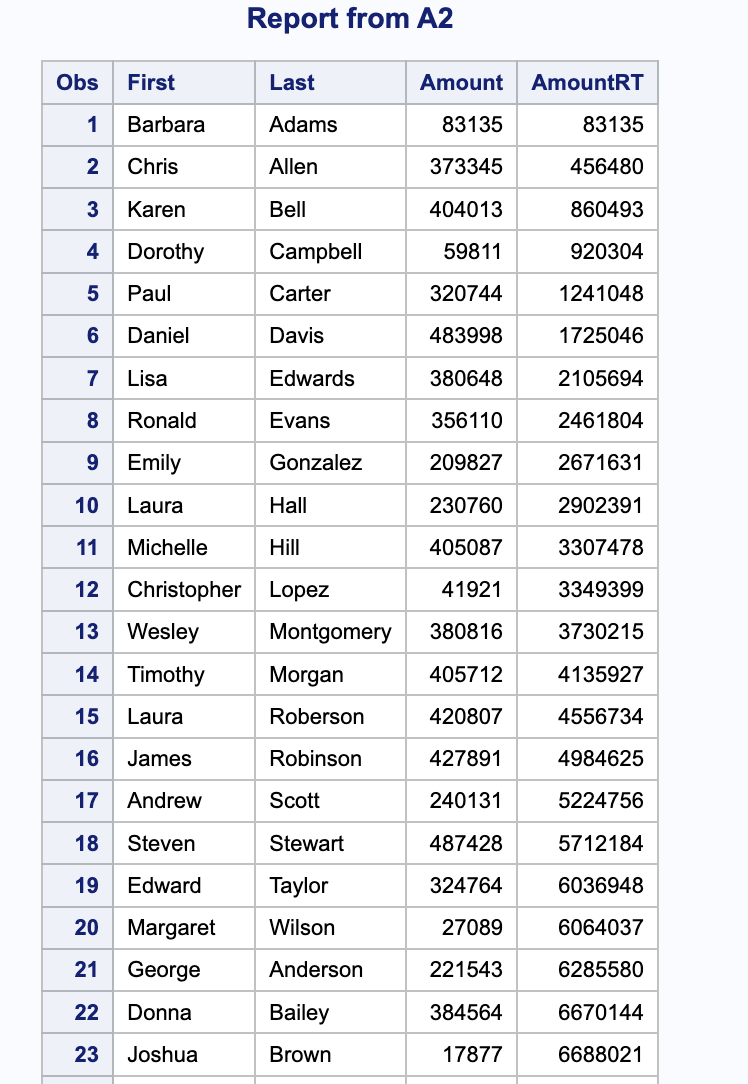 Report from A2
Obs First Last Amount AmountRT
1 Barbara Adams 83135 83135
2 Chris Allen 373345 456480
3 Karen Bell 404013 860493
4 Dorothy Campbell 59811 920304
5 Paul Carter 320744 1241048
6 Daniel Davis 483998 1725046
7 Lisa Edwards 380648 2105694
8 Ronald Evans 356110 2461804
9 Emily Gonzalez 209827 2671631
10 Laura Hall 230760 2902391
11 Michelle Hill 405087 3307478
12 Christopher Lopez 41921 3349399
13 Wesley Montgomery 380816 3730215
14 Timothy Morgan 405712 4135927
15 Laura Roberson 420807 4556734
16 James Robinson 427891 4984625
17 Andrew Scott 240131 5224756
18 Steven Stewart 487428 5712184
19 Edward Taylor 324764 6036948
20 Margaret Wilson 27089 6064037
21 George Anderson 221543 6285580
22 Donna Bailey 384564 6670144
23 Joshua Brown 17877 6688021